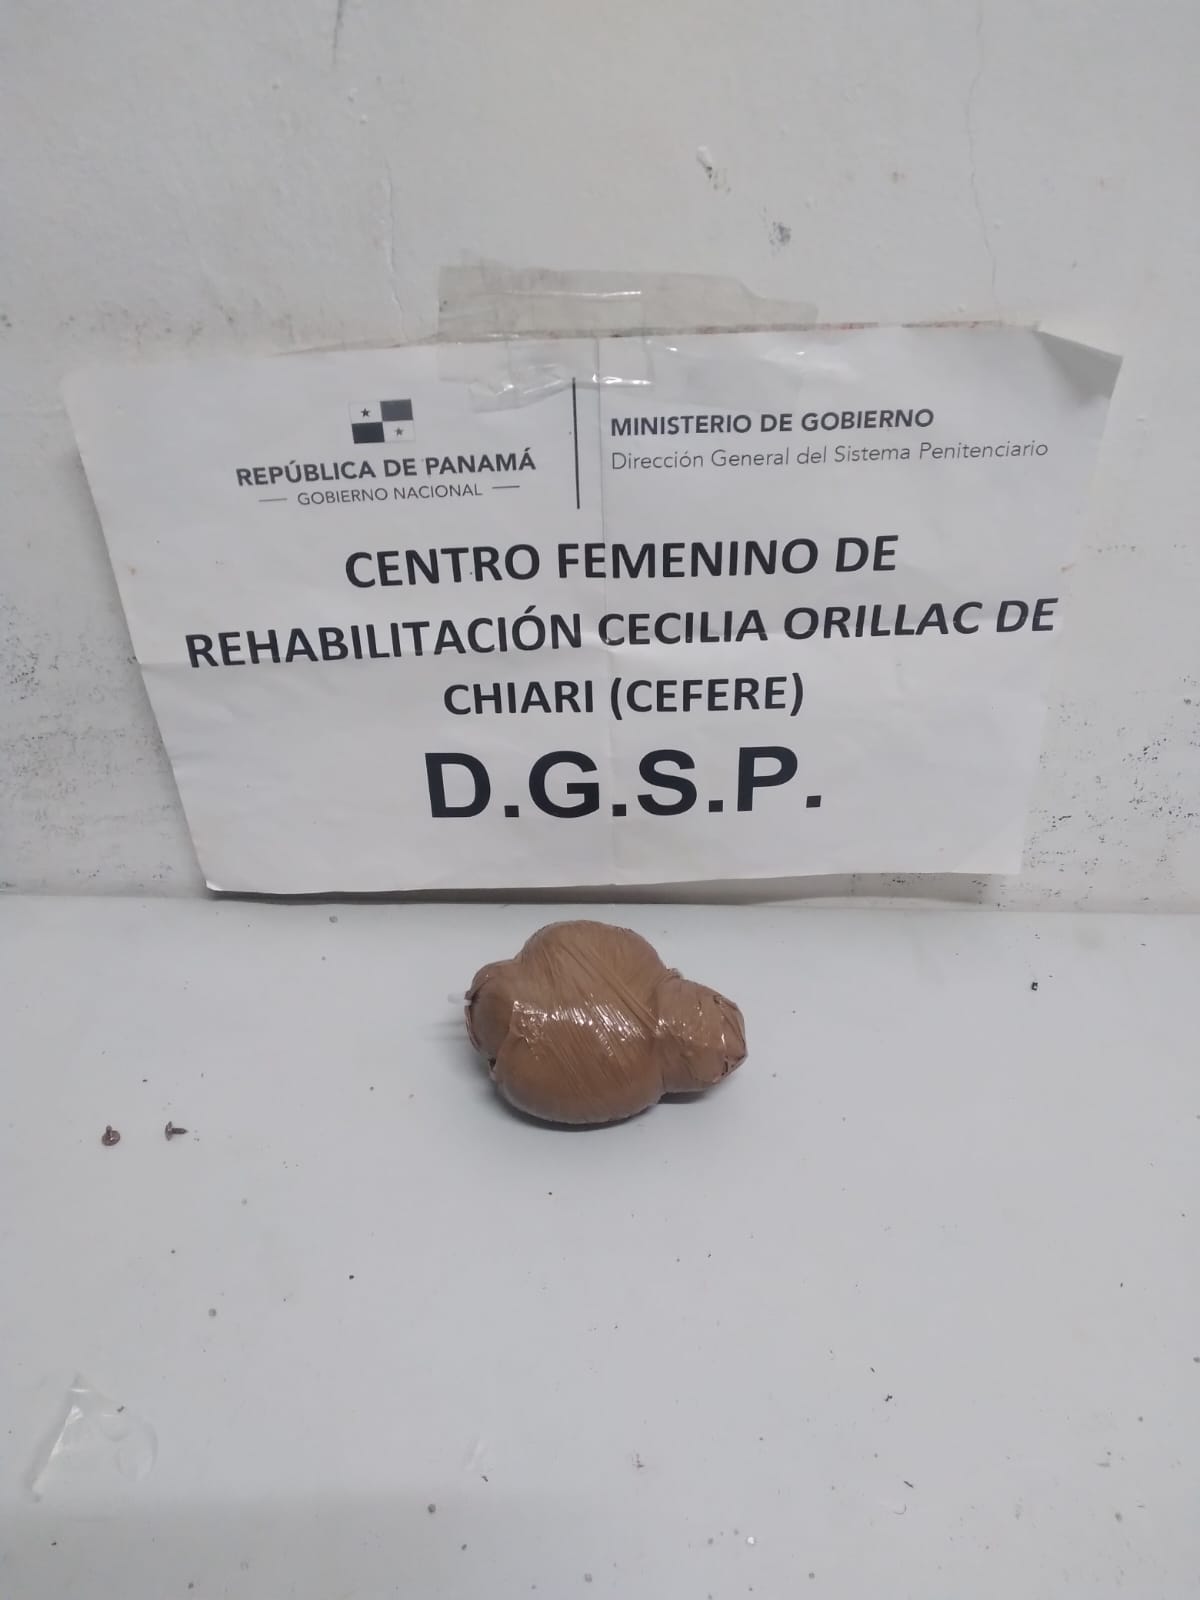 REPÚBLICA DE PANAMÁ
GOBIERNO NACIONAL
MINISTERIO DE GOBIERNO
Dirección General del Sistema Penitenciario
CENTRO FEMENINO DE
REHABILITACIÓN CECILIA ORILLAC DE
CHIARI (CEFERE)
D.G.S.P.